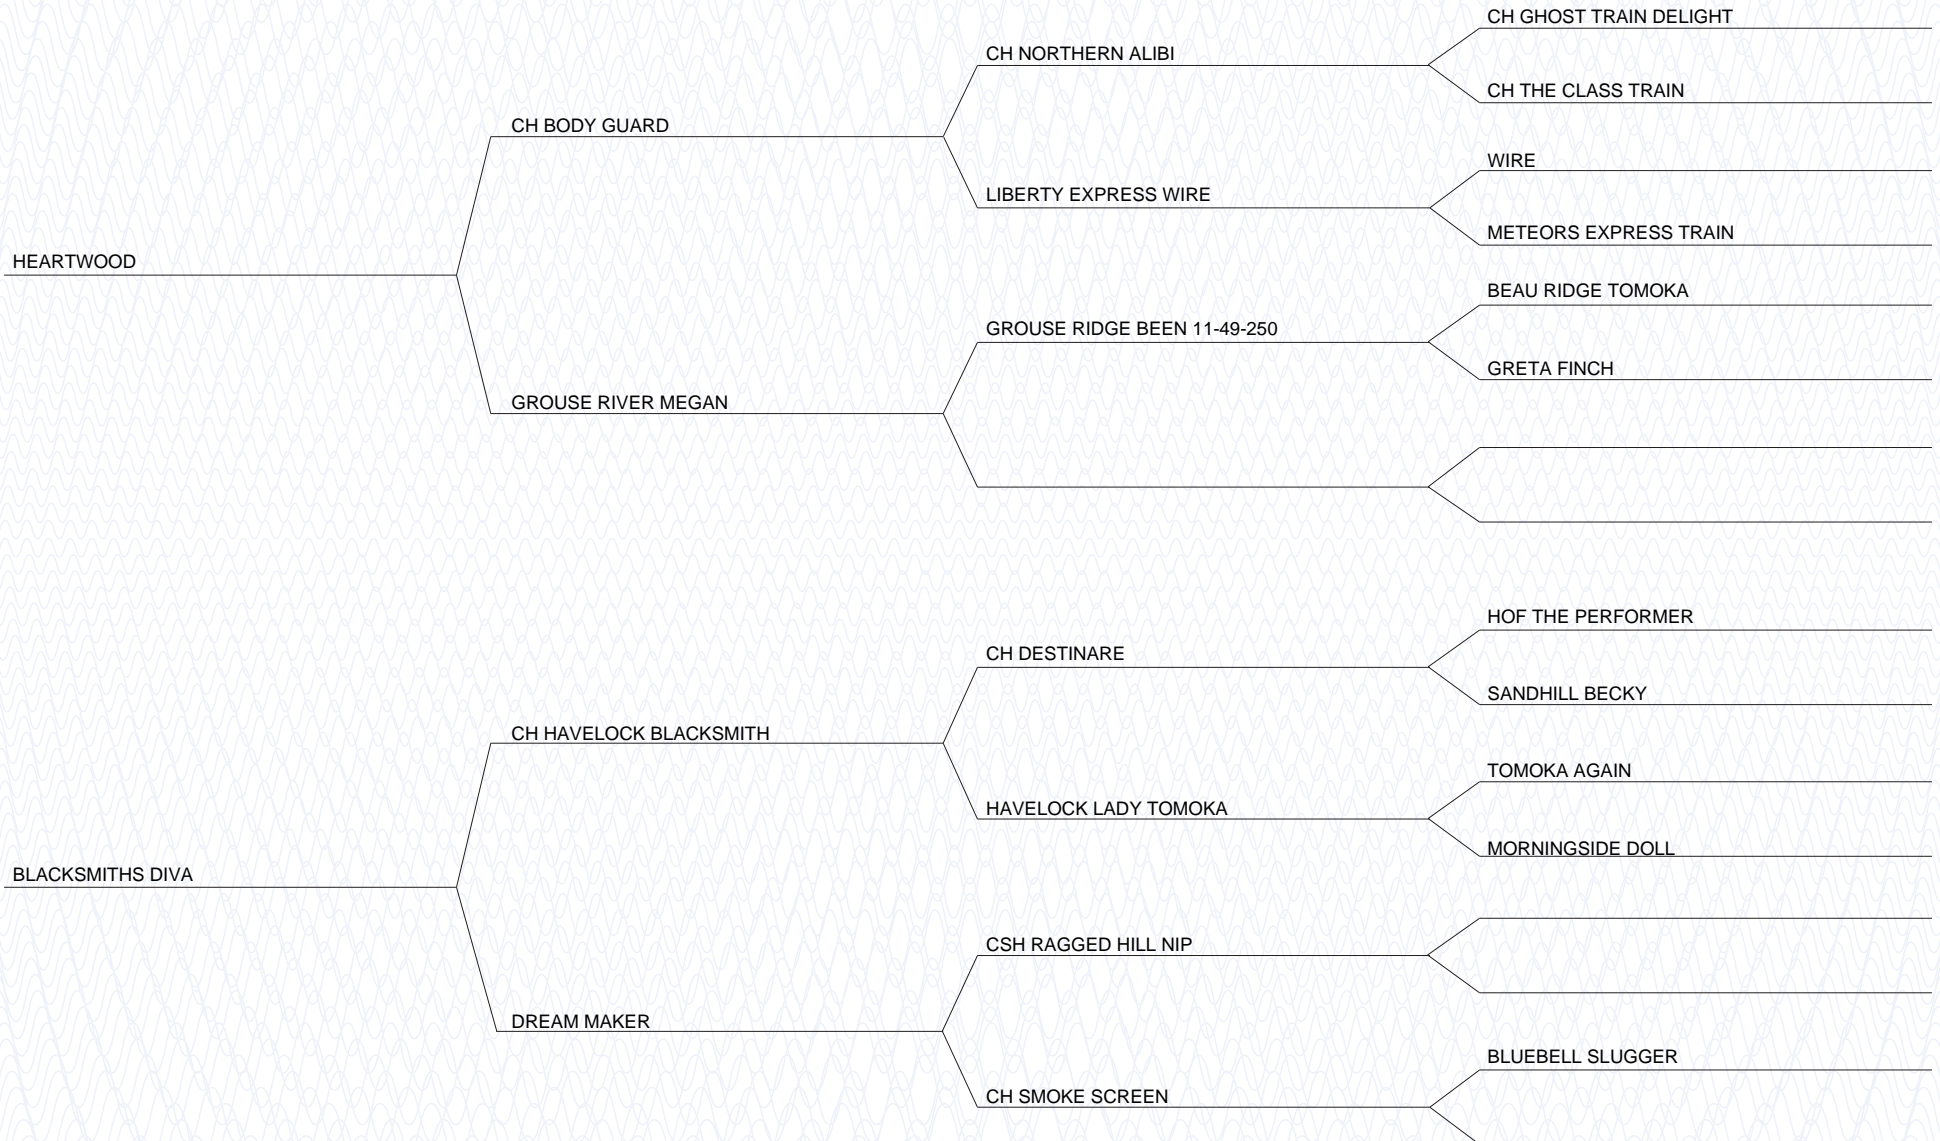 CH GHOST TRAIN DELIGHT
CH NORTHERN ALIBI
CH THE CLASS TRAIN
CH BODY GUARD
WIRE
LIBERTY EXPRESS WIRE
METEORS EXPRESS TRAIN
HEARTWOOD
BEAU RIDGE TOMOKA
GROUSE RIDGE BEEN 11-49-250
GRETA FINCH
GROUSE RIVER MEGAN
HOF THE PERFORMER
CH DESTINARE
SANDHILL BECKY
CH HAVELOCK BLACKSMITH
TOMOKA AGAIN
HAVELOCK LADY TOMOKA
MORNINGSIDE DOLL
BLACKSMITHS DIVA
CSH RAGGED HILL NIP
DREAM MAKER
BLUEBELL SLUGGER
CH SMOKE SCREEN